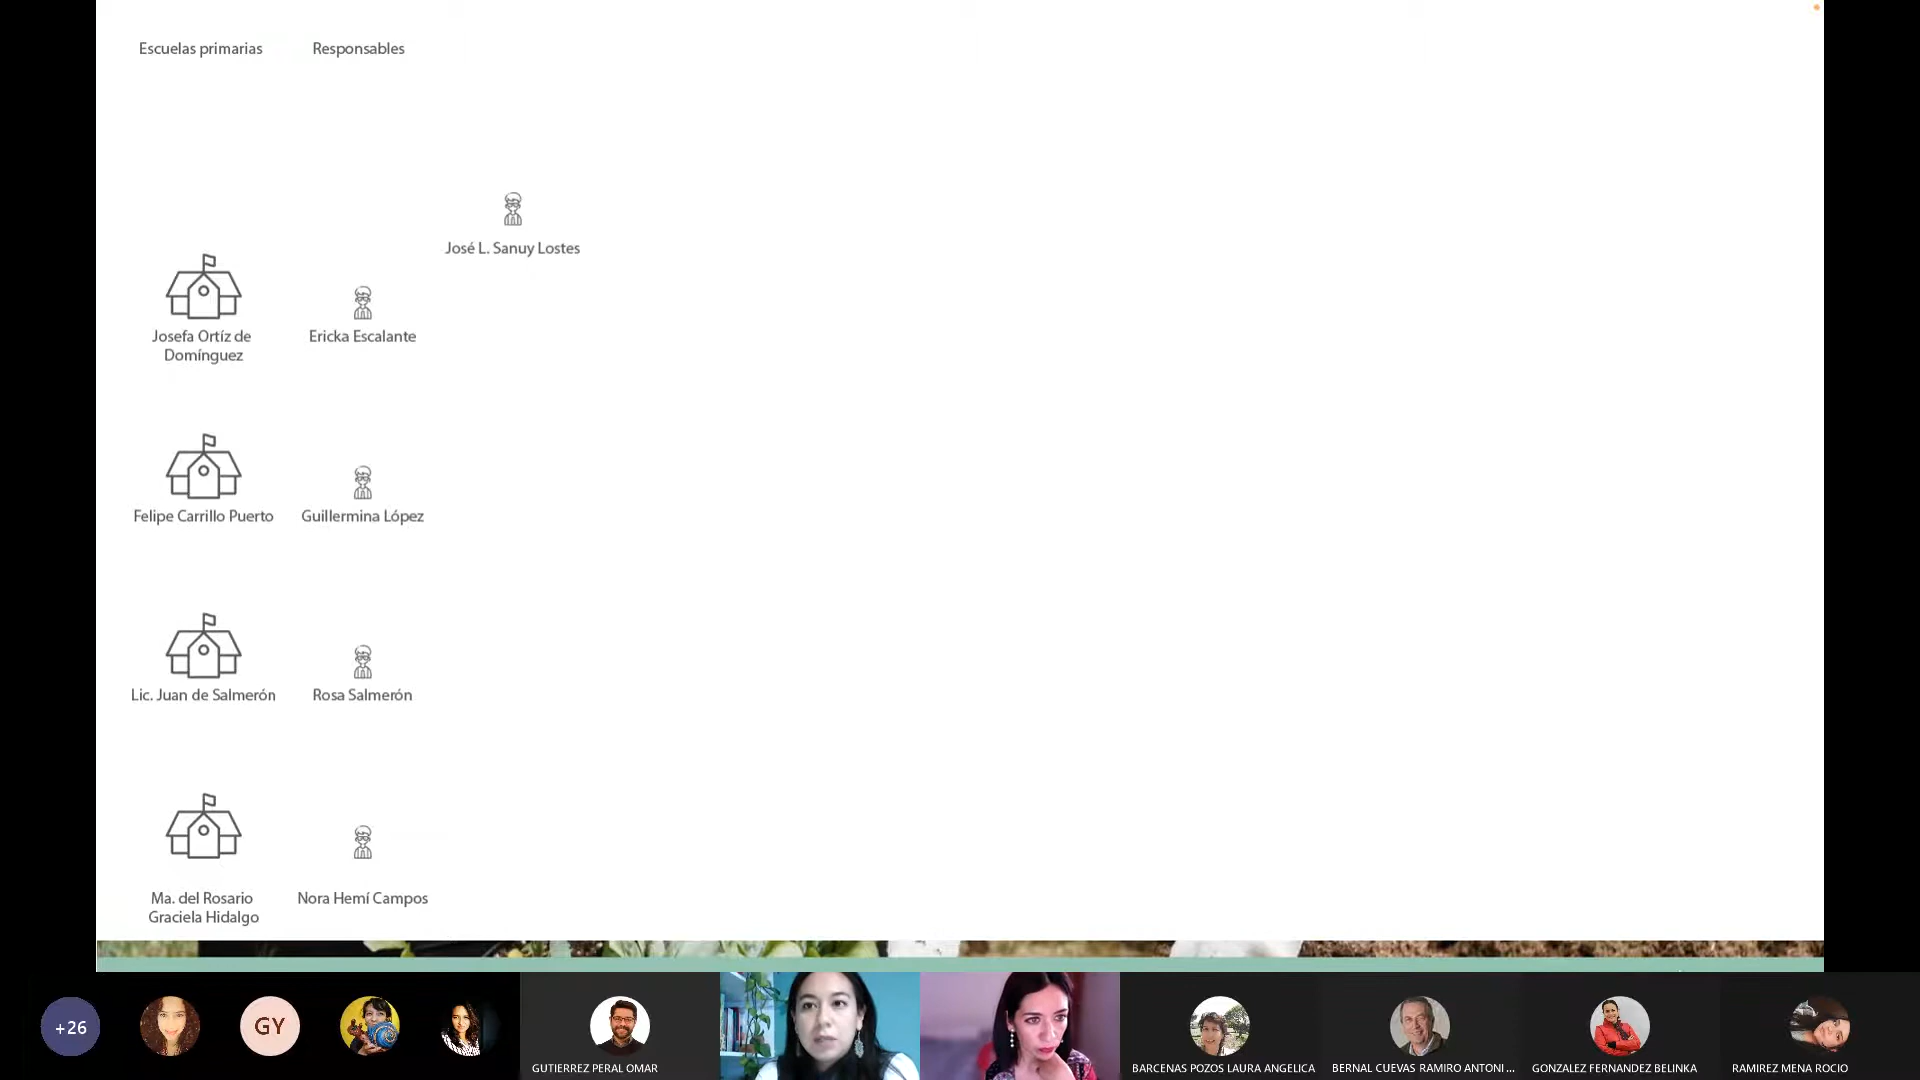 Escuelas primarias
Responsables
José L. Sanuy Lostes
Josefa Ortíz de
Domínguez
Ericka Escalante
Felipe Carrillo Puerto
Guillermina López
Lic. Juan de Salmerón
Rosa Salmerón
Ma. del Rosario
Graciela Hidalgo
Nora Hemí Campos
+26
GY
GUTIERREZ PERAL OMAR
BARCENAS POZOS LAURA ANGELICA
BERNAL CUEVAS RAMIRO ANTONI ...
GONZALEZ FERNANDEZ BELINKA
RAMIREZ MENA ROCIO